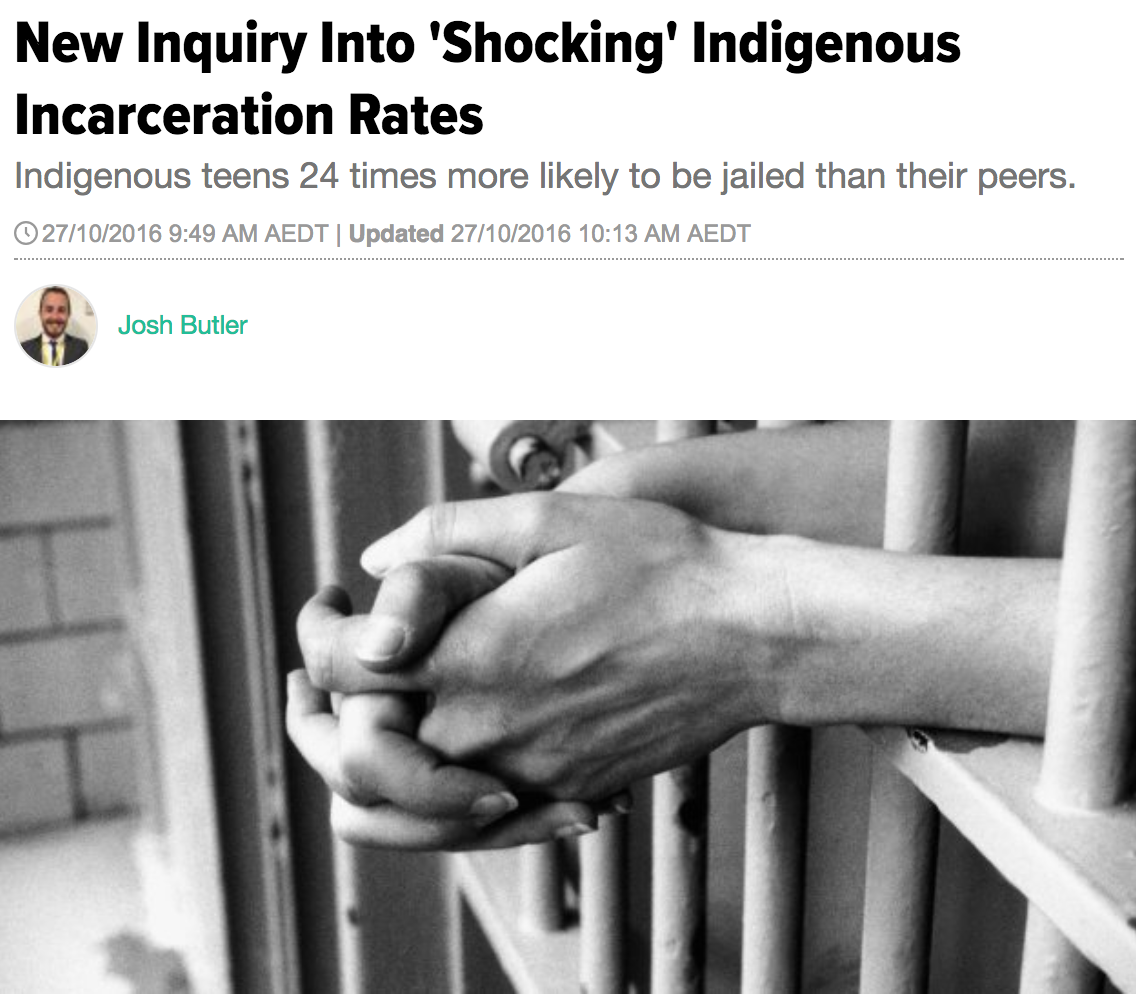 New Inquiry Into 'Shocking' Indigenous
Incarceration Rates
Indigenous teens 24 times more likely to be jailed than their peers.
27/10/2016 9:49 AM AEDT | Updated 27/10/2016 10:13 AM AEDT
Josh Butler